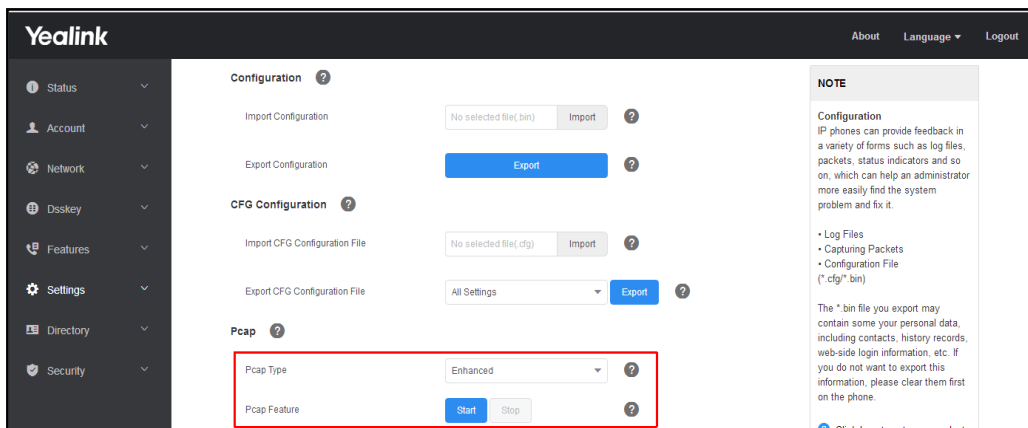 Yealink
About Language Logout
Status
Account
Network
Dsskey
Features
Settings
Directory
Security
Configuration ?
Import Configuration No selected file(.bin) Import ?
Export Configuration Export ?
CFG Configuration ?
Import CFG Configuration File No selected file(.cfg) Import ?
Export CFG Configuration File All Settings Export ?
Pcap ?
Pcap Type Enhanced ?
Pcap Feature Start Stop ?
NOTE
Configuration
IP phones can provide feedback in
a variety of forms such as log files,
packets, status indicators and so
on, which can help an administrator
more easily find the system
problem and fix it.
• Log Files
• Capturing Packets
• Configuration File
(*.cfg/*.bin)
The *.bin file you export may
contain some your personal data,
including contacts, history records,
web-side login information, etc. If
you do not want to export this
information, please clear them first
on the phone.